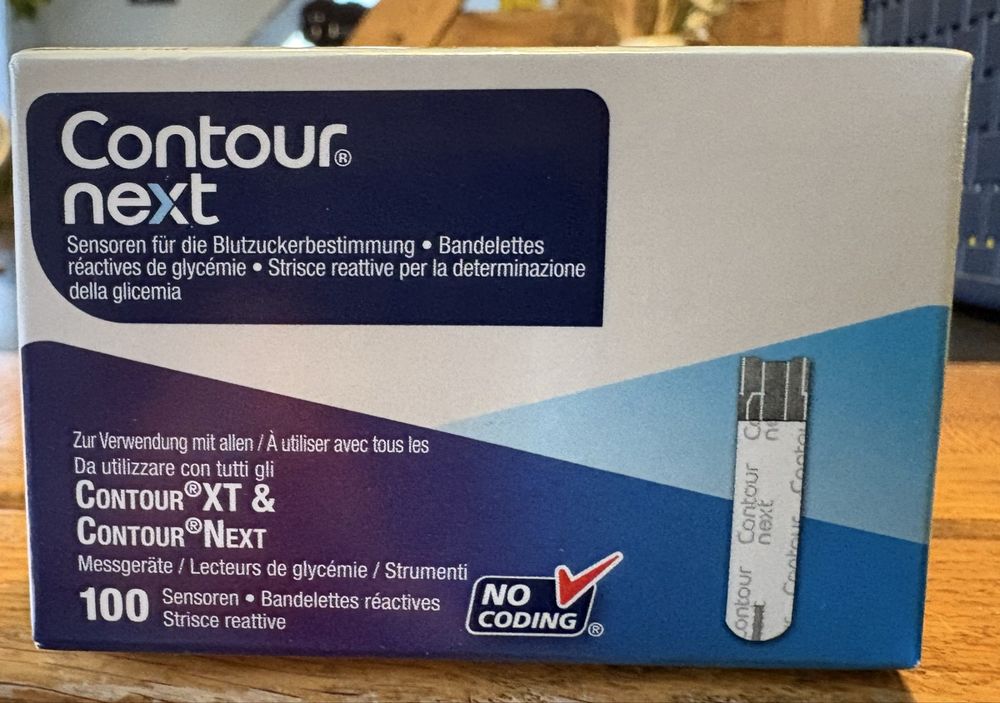 Contour®
next
Sensoren für die Blutzuckerbestimmung • Bandelettes
réactives de glycémie • Strisce reattive per la determinazione
della glicemia
Zur Verwendung mit allen / À utiliser avec tous les
Da utilizzare con tutti gli
CONTOUR®XT &
CONTOUR®NEXT
Messgeräte / Lecteurs de glycémie / Strumenti
100 Sensoren • Bandelettes réactives
Strisce reattive
NO
CODING®
Contour
next
Contour